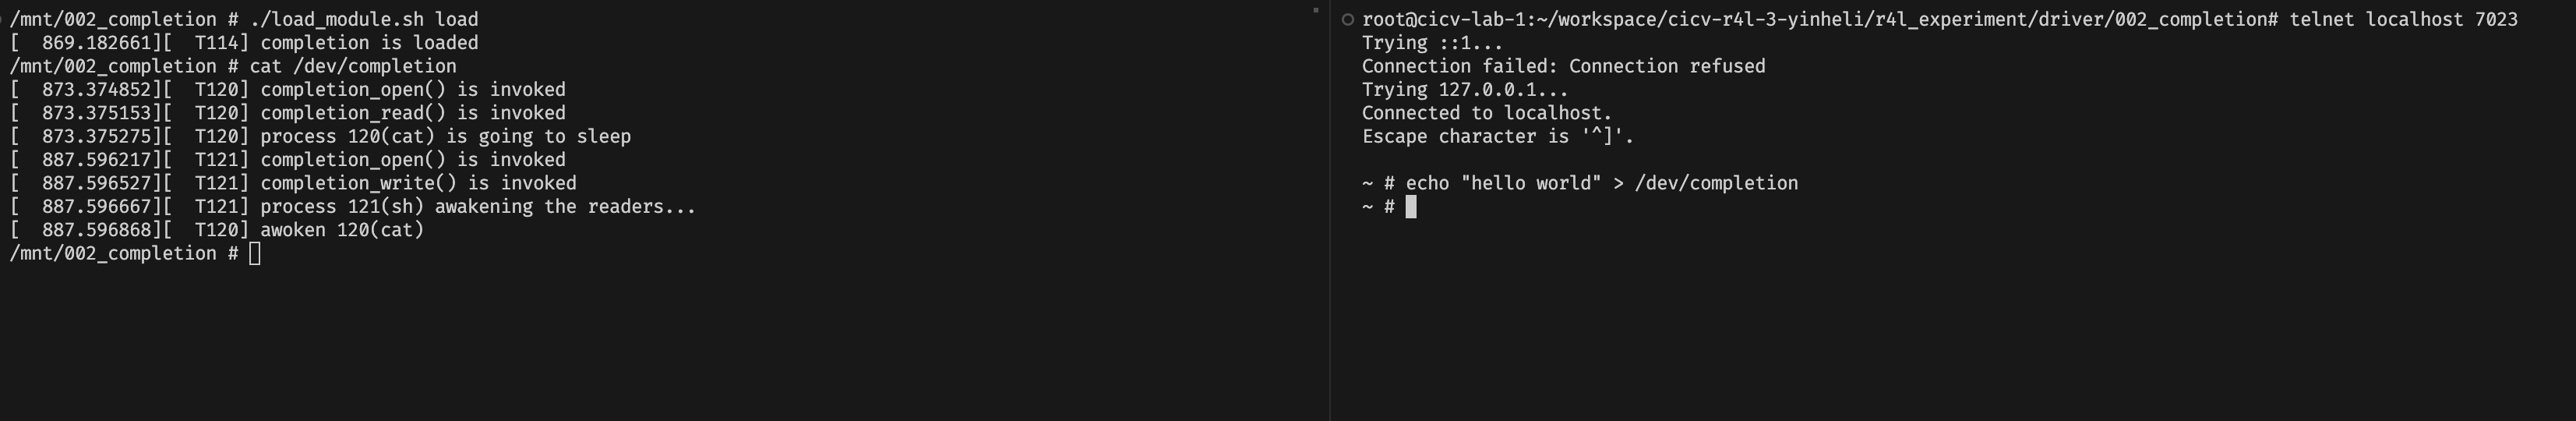 /mnt/002_completion # ./load_module.sh load
[  869.182661][  T114] completion is loaded
/mnt/002_completion # cat /dev/completion
[  873.374852][  T120] completion_open() is invoked
[  873.375153][  T120] completion_read() is invoked
[  873.375275][  T120] process 120(cat) is going to sleep
[  887.596217][  T121] completion_open() is invoked
[  887.596527][  T121] completion_write() is invoked
[  887.596667][  T121] process 121(sh) awakening the readers...
[  887.596868][  T120] awoken 120(cat)
/mnt/002_completion #
root@cicv-lab-1:~/workspace/cicv-r4l-3-yinheli/r4l_experiment/driver/002_completion# telnet localhost 7023
Trying ::1...
Connection failed: Connection refused
Trying 127.0.0.1...
Connected to localhost.
Escape character is '^]'.
~ # echo "hello world" > /dev/completion
~ #